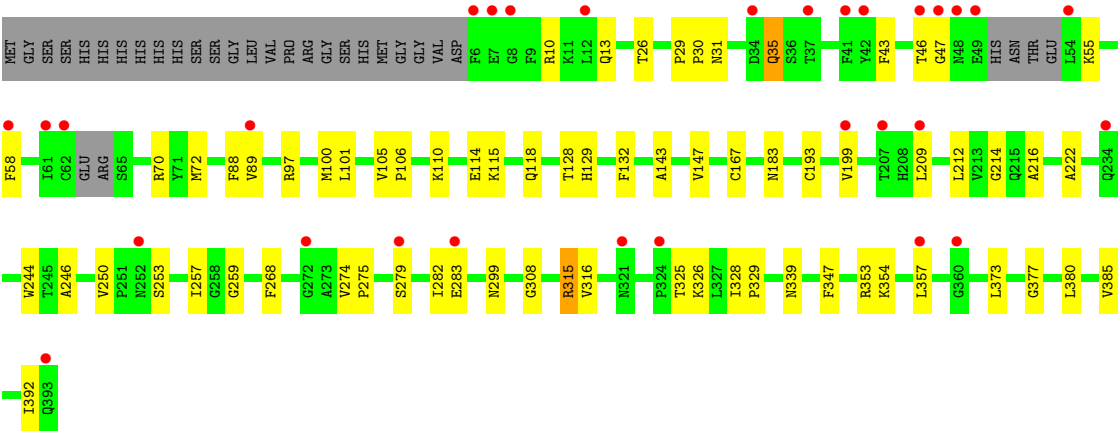 MET GLY SER SER HIS HIS HIS HIS HIS HIS SER SER GLY LEU VAL PRO ARG GLY SER HIS MET GLY GLY VAL ASP F6 E7 G8 F9 R10 K11 L12 Q13 T26 P29 P30 N31 D34 Q35 S36 T37 F41 Y42 F43 T46 G47 N48 E49 HIS ASN THR GLU L54 K55
F58 I61 C62 GLU ARG S65 R70 Y71 M72 F88 V89 R97 M100 L101 V105 P106 K110 E114 K115 Q118 T128 H129 F132 A143 V147 C167 N183 C193 V199 T207 H208 L209 L212 V213 G214 Q215 A216 A222 Q234
W244 T245 A246 V250 P251 N252 S253 I257 G258 G259 F268 G272 A273 V274 P275 S279 I282 E283 N299 G308 R315 V316 N321 P324 T325 K326 L327 I328 P329 N339 F347 R353 K354 L357 G360 L373 G377 L380 V385
I392 Q393